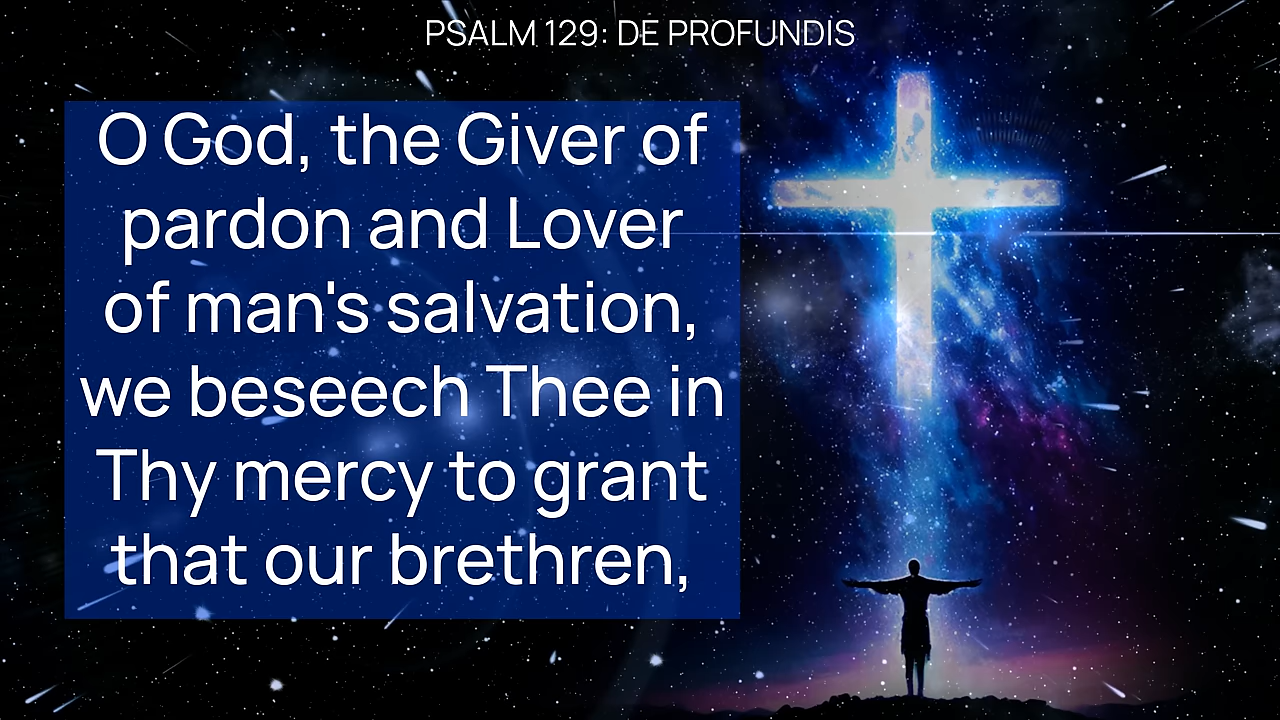 PSALM 129: DE PROFUNDIS
O God, the Giver of
pardon and Lover
of man's salvation,
we beseech Thee in
Thy mercy to grant
that our brethren,